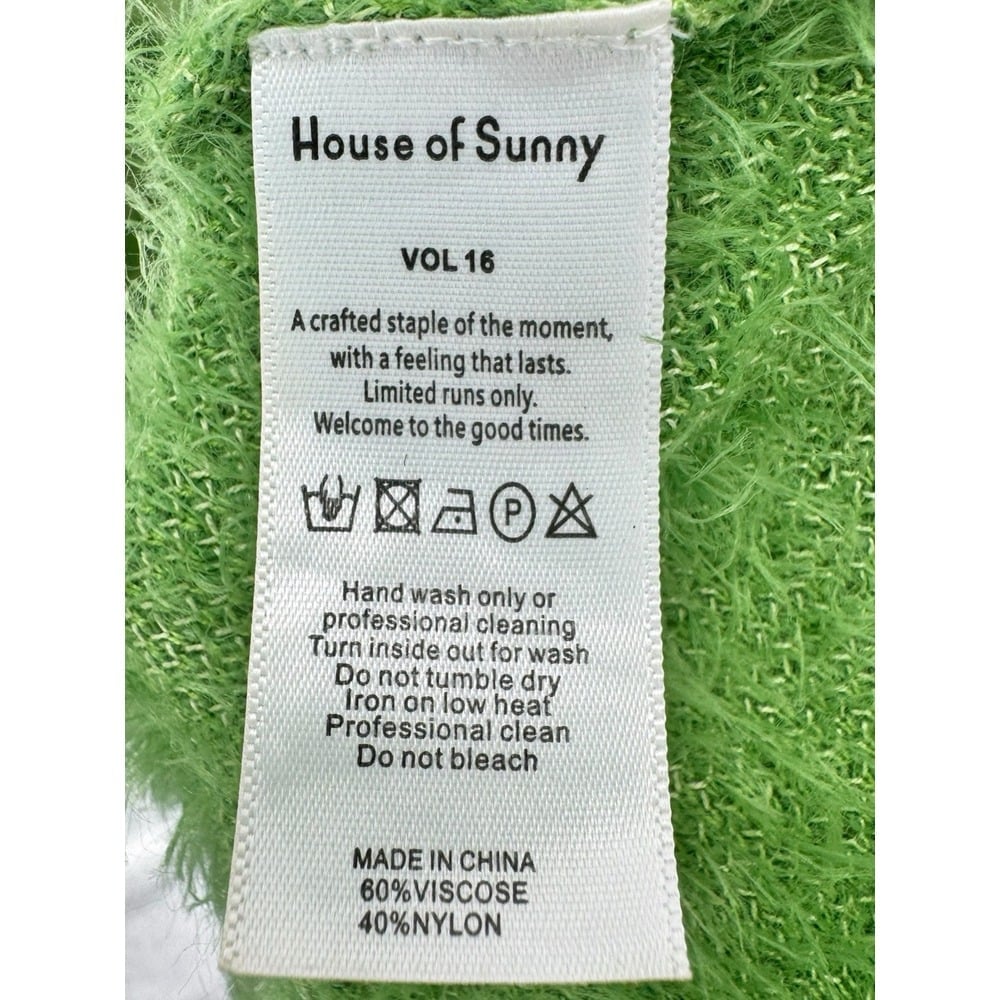 House of Sunny
VOL 16
A crafted staple of the moment,
with a feeling that lasts.
Limited runs only.
Welcome to the good times.
P
Hand wash only or
professional cleaning
Turn inside out for wash
Do not tumble dry
Iron on low heat
Professional clean
Do not bleach
MADE IN CHINA
60%VISCOSE
40%NYLON